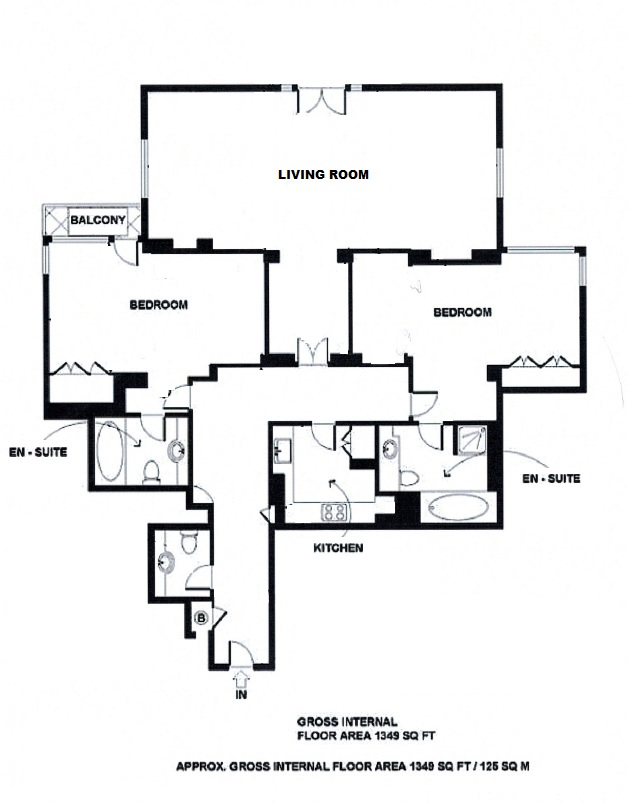 LIVING ROOM
BALCONY
BEDROOM
BEDROOM
EN - SUITE
EN - SUITE
KITCHEN
B
IN
GROSS INTERNAL
FLOOR AREA 1349 SQ FT
APPROX. GROSS INTERNAL FLOOR AREA 1349 SQ FT / 125 SQ M